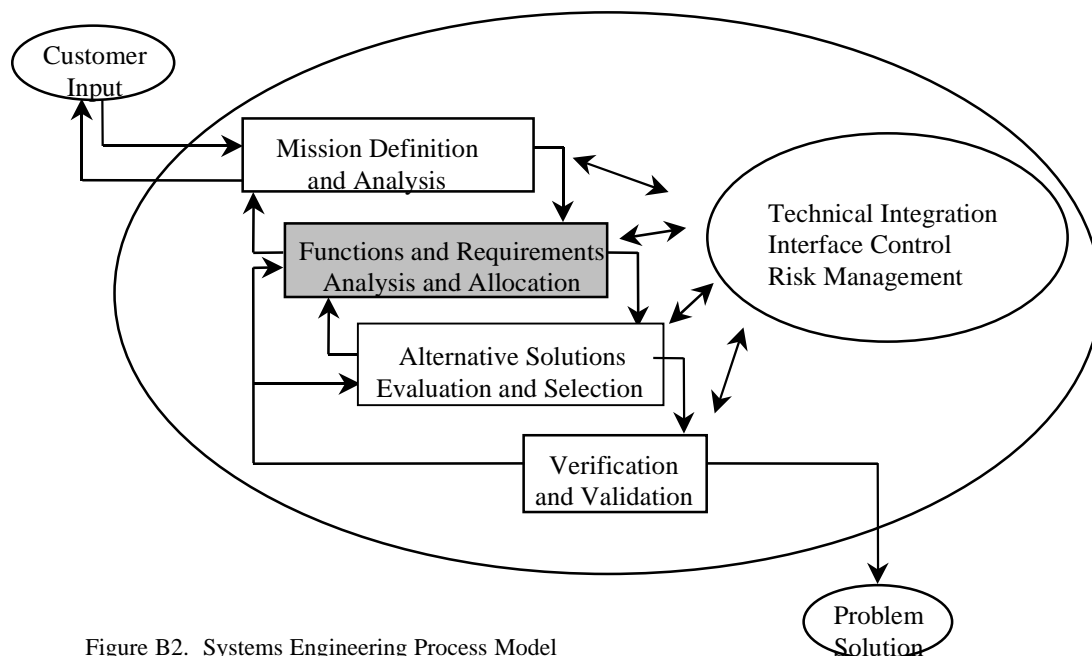 Customer
Input
Mission Definition
and Analysis
Functions and Requirements
Analysis and Allocation
Technical Integration
Interface Control
Risk Management
Alternative Solutions
Evaluation and Selection
Verification
and Validation
Problem
Solution
Figure B2. Systems Engineering Process Model